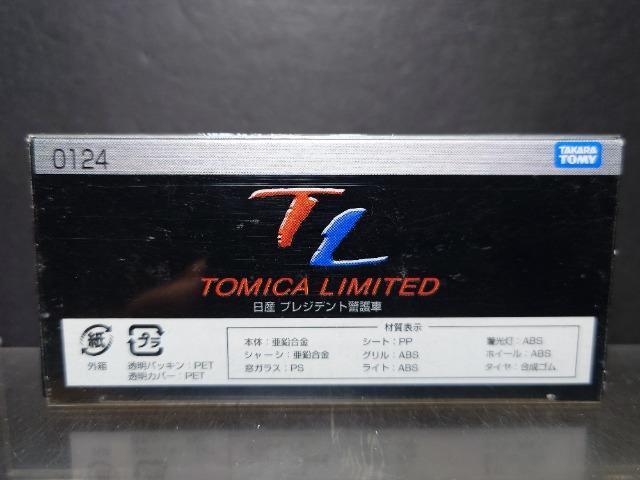 0124
TAKARA
TOMY
TL
TOMICA LIMITED
日産 プレジデント警護車
材質表示
紙
プラ
外箱
透明パッキン：PET
透明カバー：PET
本体：亜鉛合金
シャーシ：亜鉛合金
窓ガラス：PS
シート：PP
グリル：ABS
ライト：ABS
警光灯：ABS
ホイール：ABS
タイヤ：合成ゴム